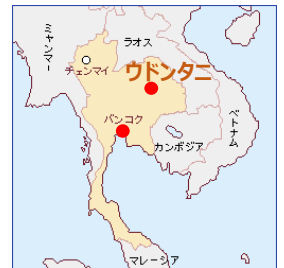 ミャンマー
ラオス
チェンマイ
ウドンタニ
バンコク
カンボジア
ベトナム
マレーシア